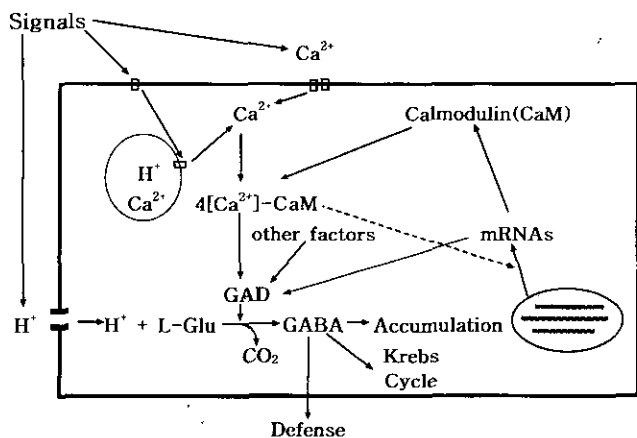 Signals
Ca²⁺
Ca²⁺
Calmodulin(CaM)
H⁺
Ca²⁺
4[Ca²⁺]-CaM
other factors
mRNAs
GAD
H⁺
H⁺ + L-Glu
GABA
Accumulation
CO₂
Krebs
Cycle
Defense